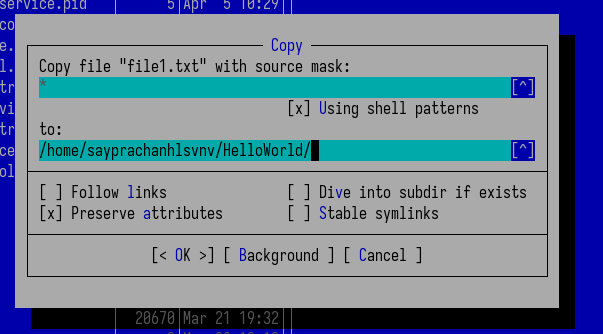 service.pid 5 Apr 5 10:29
co
Copy
e.
Copy file "file1.txt" with source mask:
l.
tr * [^]
vi [x] Using shell patterns
tr to:
ce /home/sayprachanhlsvnv/HelloWorld/ [^]
ol
[ ] Follow links [ ] Dive into subdir if exists
[x] Preserve attributes [ ] Stable symlinks
[< OK >] [ Background ] [ Cancel ]
20670 Mar 21 19:32